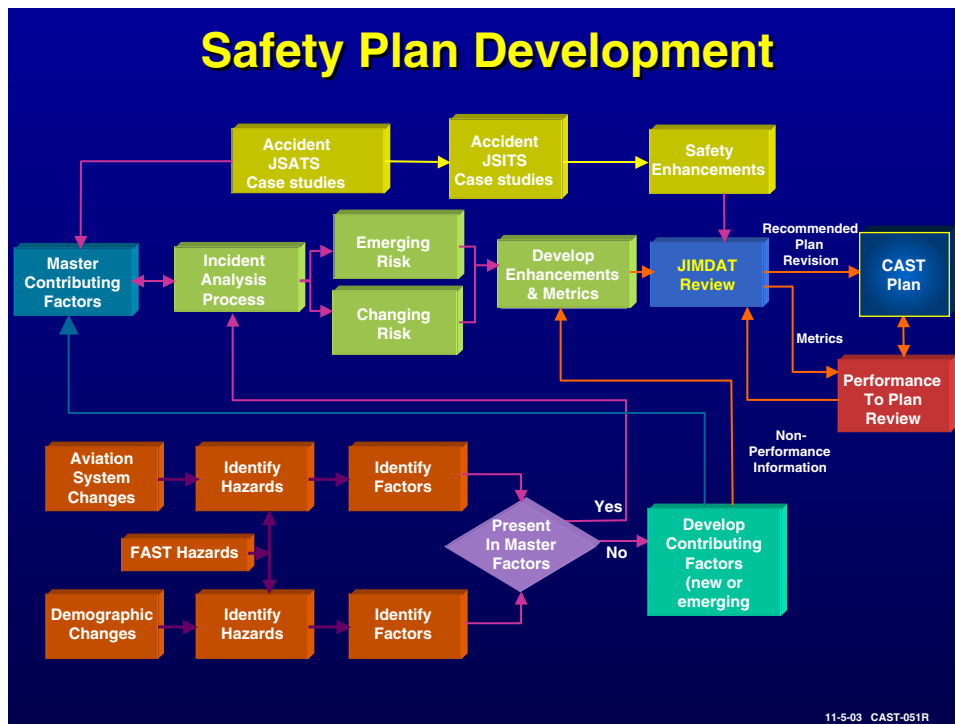 Safety Plan Development
Accident
JSATS
Case studies
Accident
JSITS
Case studies
Safety
Enhancements
Master
Contributing
Factors
Incident
Analysis
Process
Emerging
Risk
Changing
Risk
Develop
Enhancements
& Metrics
JIMDAT
Review
Recommended
Plan
Revision
CAST
Plan
Metrics
Performance
To Plan
Review
Non-
Performance
Information
Aviation
System
Changes
Identify
Hazards
Identify
Factors
FAST Hazards
Demographic
Changes
Identify
Hazards
Identify
Factors
Present
In Master
Factors
Yes
No
Develop
Contributing
Factors
(new or
emerging
11-5-03 CAST-051R